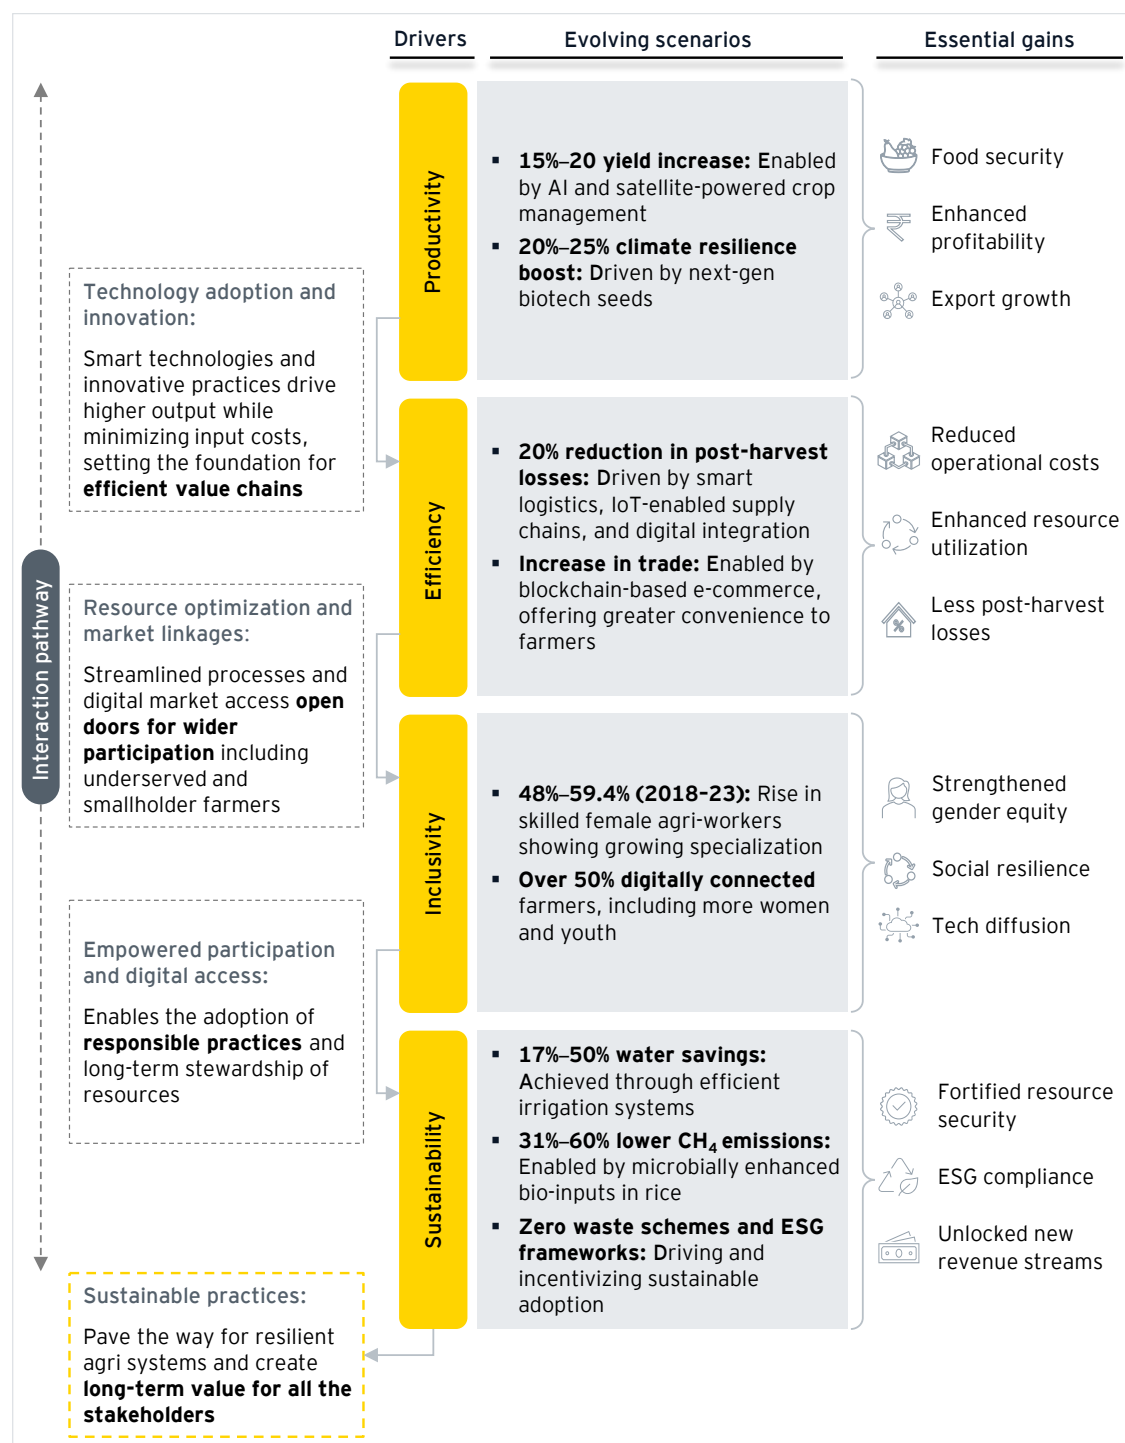 Drivers
Evolving scenarios
Essential gains
Interaction pathway
Technology adoption and
innovation:
Smart technologies and
innovative practices drive
higher output while
minimizing input costs,
setting the foundation for
efficient value chains
Resource optimization and
market linkages:
Streamlined processes and
digital market access open
doors for wider
participation including
underserved and
smallholder farmers
Empowered participation
and digital access:
Enables the adoption of
responsible practices and
long-term stewardship of
resources
Sustainable practices:
Pave the way for resilient
agri systems and create
long-term value for all the
stakeholders
Productivity
▪ 15%–20 yield increase: Enabled
by AI and satellite-powered crop
management
▪ 20%–25% climate resilience
boost: Driven by next-gen
biotech seeds
Food security
₹
Enhanced
profitability
Export growth
Efficiency
▪ 20% reduction in post-harvest
losses: Driven by smart
logistics, IoT-enabled supply
chains, and digital integration
▪ Increase in trade: Enabled by
blockchain-based e-commerce,
offering greater convenience to
farmers
Reduced
operational costs
Enhanced resource
utilization
%
Less post-harvest
losses
Inclusivity
▪ 48%–59.4% (2018–23): Rise in
skilled female agri-workers
showing growing specialization
▪ Over 50% digitally connected
farmers, including more women
and youth
Strengthened
gender equity
Social resilience
Tech diffusion
Sustainability
▪ 17%–50% water savings:
Achieved through efficient
irrigation systems
▪ 31%–60% lower CH₄ emissions:
Enabled by microbially enhanced
bio-inputs in rice
▪ Zero waste schemes and ESG
frameworks: Driving and
incentivizing sustainable
adoption
Fortified resource
security
ESG compliance
Unlocked new
revenue streams